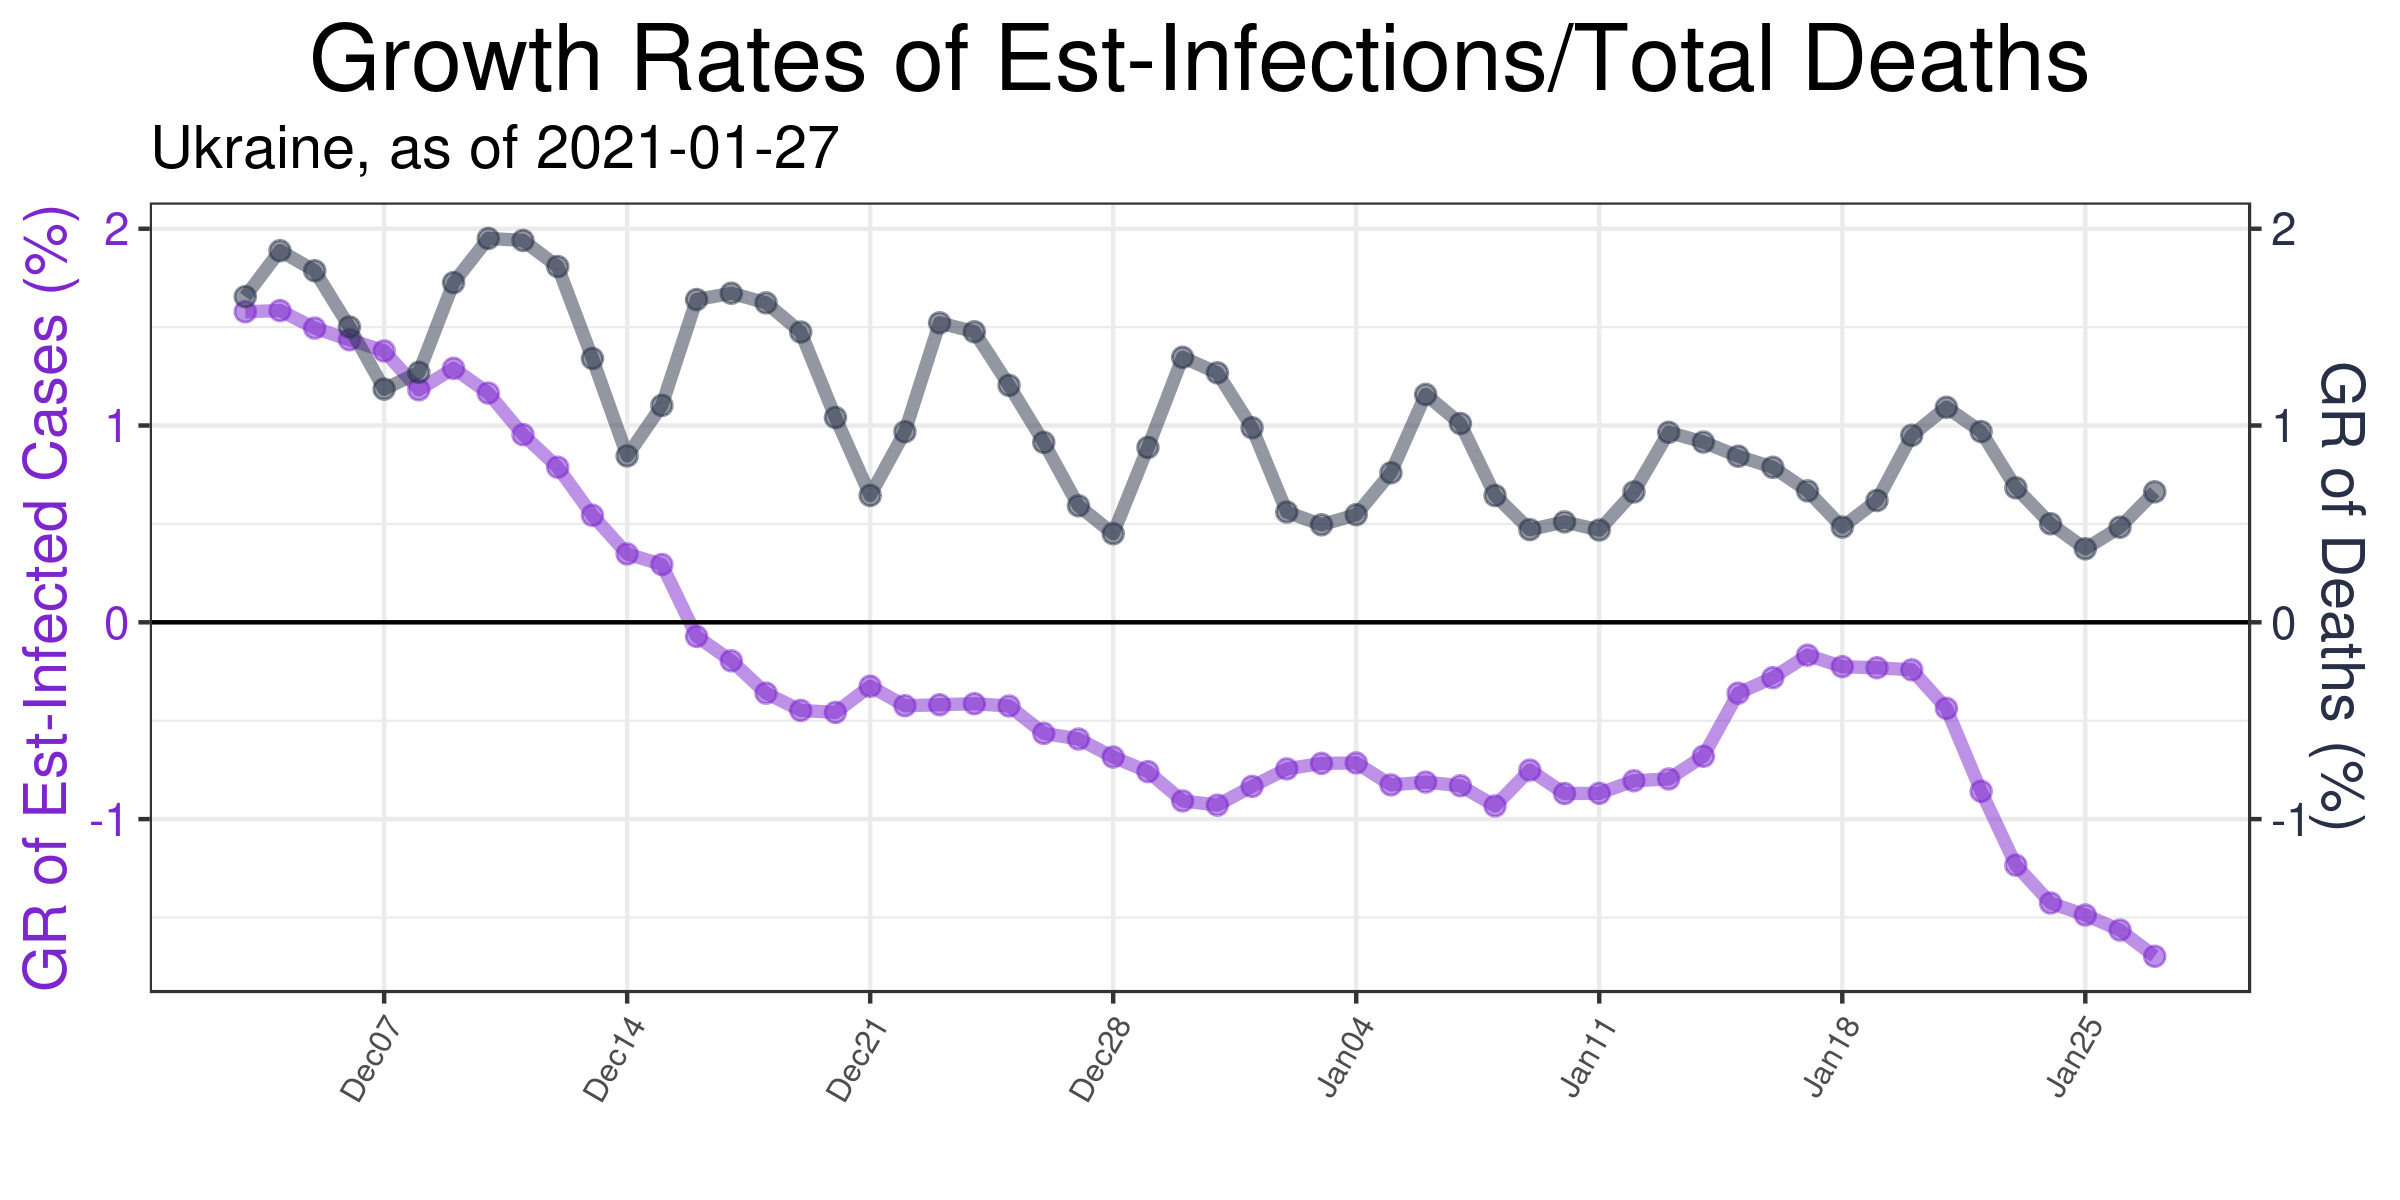 Growth Rates of Est-Infections/Total Deaths
Ukraine, as of 2021-01-27
GR of Est-Infected Cases (%)
2
1
0
-1
2
1
0
-1
GR of Deaths (%)
Dec07
Dec14
Dec21
Dec28
Jan04
Jan11
Jan18
Jan25